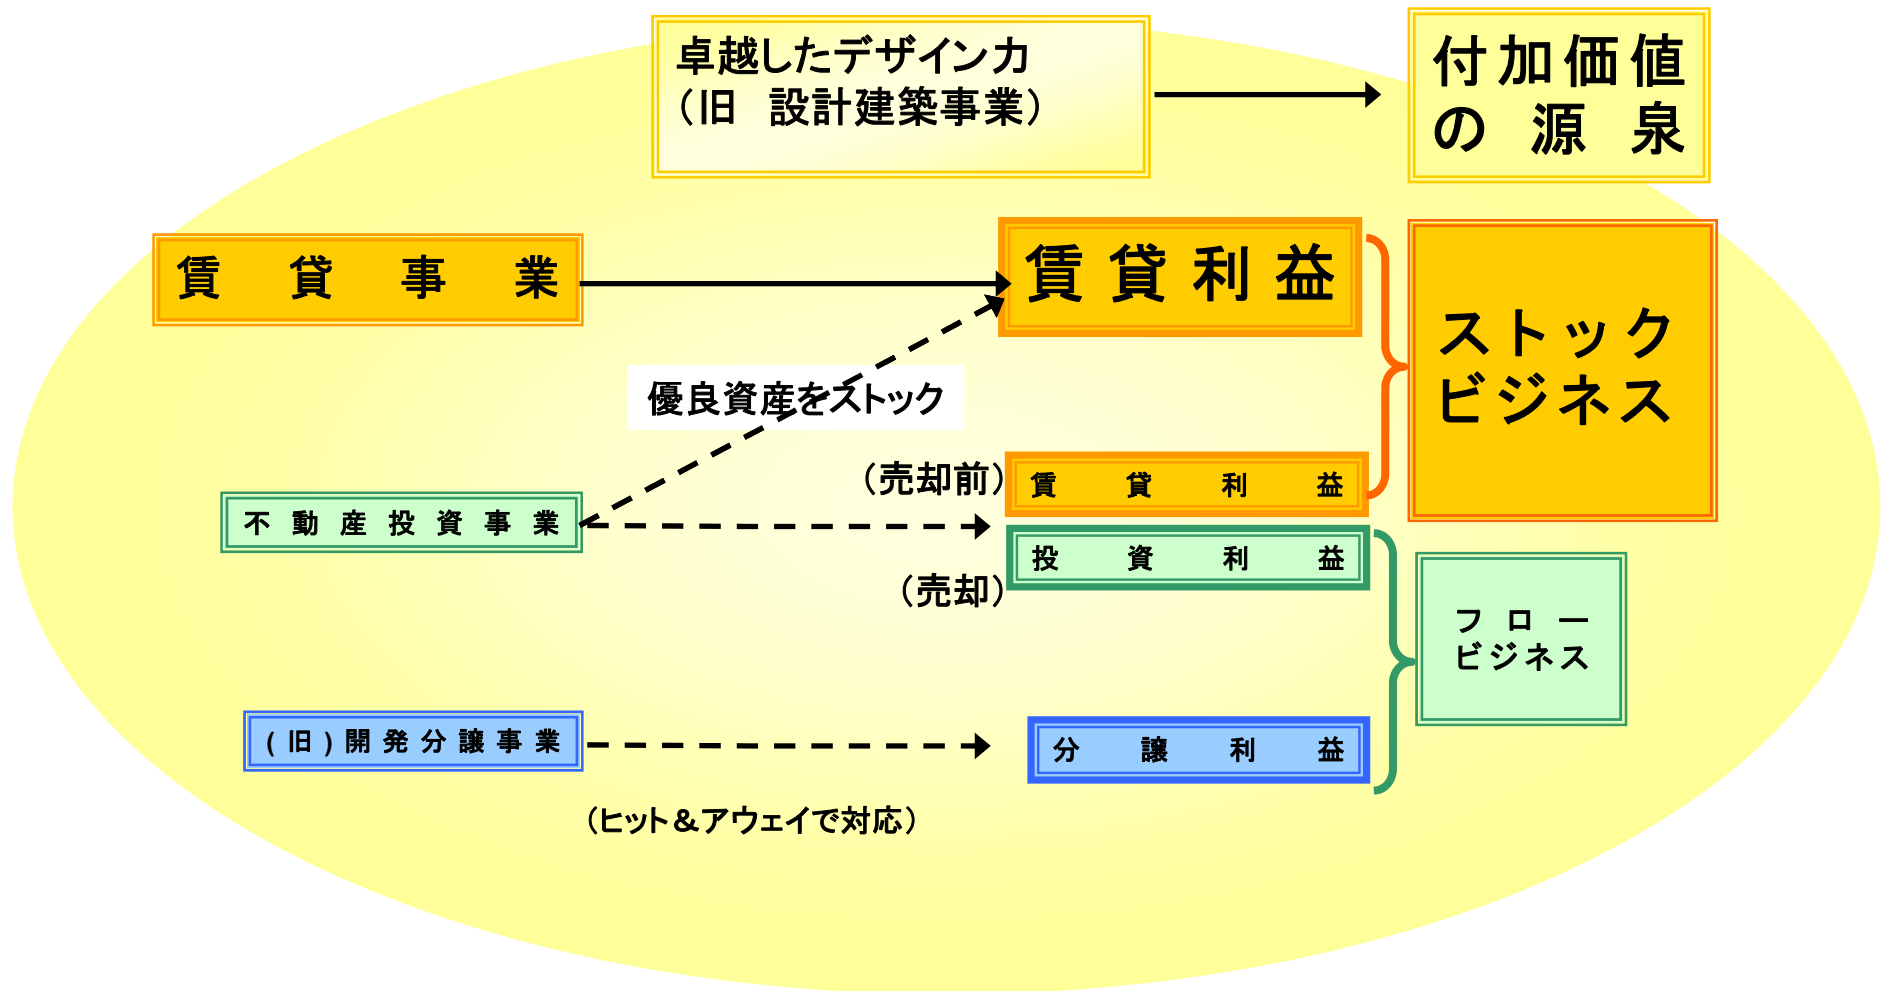 卓越したデザイン力
（旧　設計建築事業）
付加価値
の源泉
賃貸事業
賃貸利益
ストック
ビジネス
優良資産をストック
（売却前）
賃貸利益
不動産投資事業
投資利益
（売却）
フロー
ビジネス
(旧)開発分譲事業
分譲利益
（ヒット＆アウェイで対応）